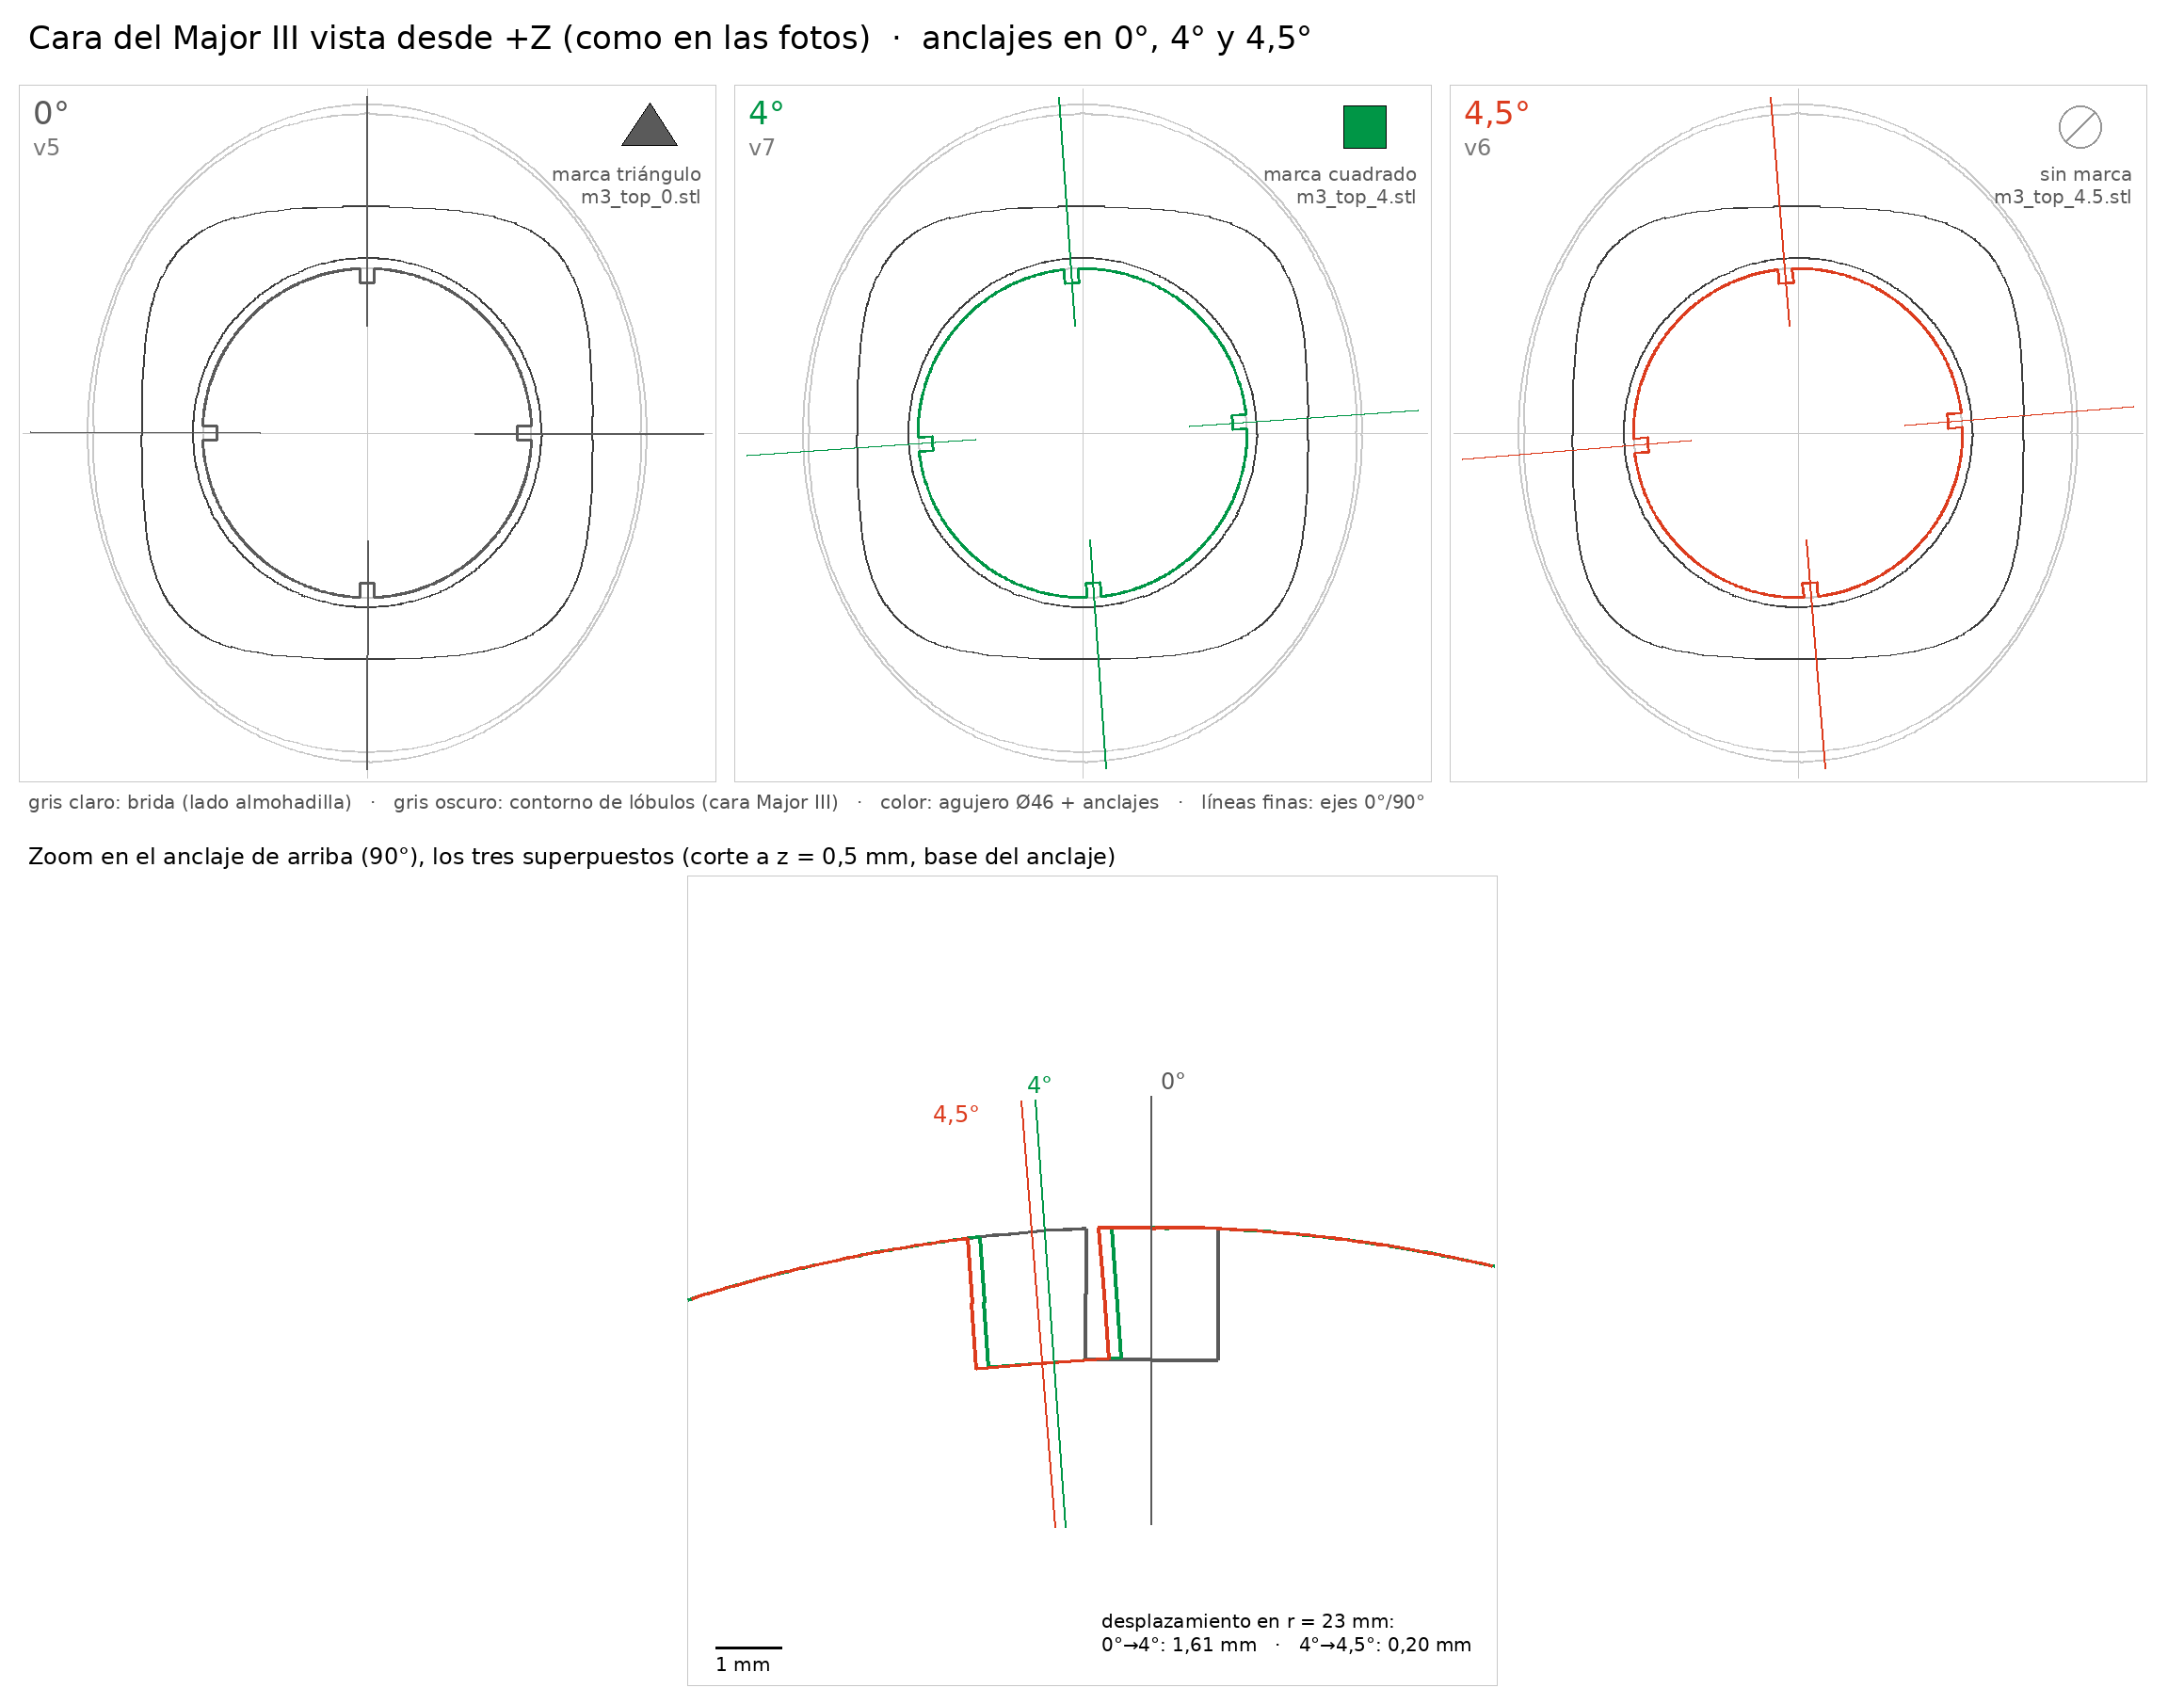 Cara del Major III vista desde +Z (como en las fotos)  ·  anclajes en 0°, 4° y 4,5°
0°
v5
marca triángulo
m3_top_0.stl
4°
v7
marca cuadrado
m3_top_4.stl
4,5°
v6
sin marca
m3_top_4.5.stl
gris claro: brida (lado almohadilla)  ·  gris oscuro: contorno de lóbulos (cara Major III)  ·  color: agujero Ø46 + anclajes  ·  líneas finas: ejes 0°/90°
Zoom en el anclaje de arriba (90°), los tres superpuestos (corte a z = 0,5 mm, base del anclaje)
4,5°
4°
0°
desplazamiento en r = 23 mm:
0°→4°: 1,61 mm  ·  4°→4,5°: 0,20 mm
1 mm